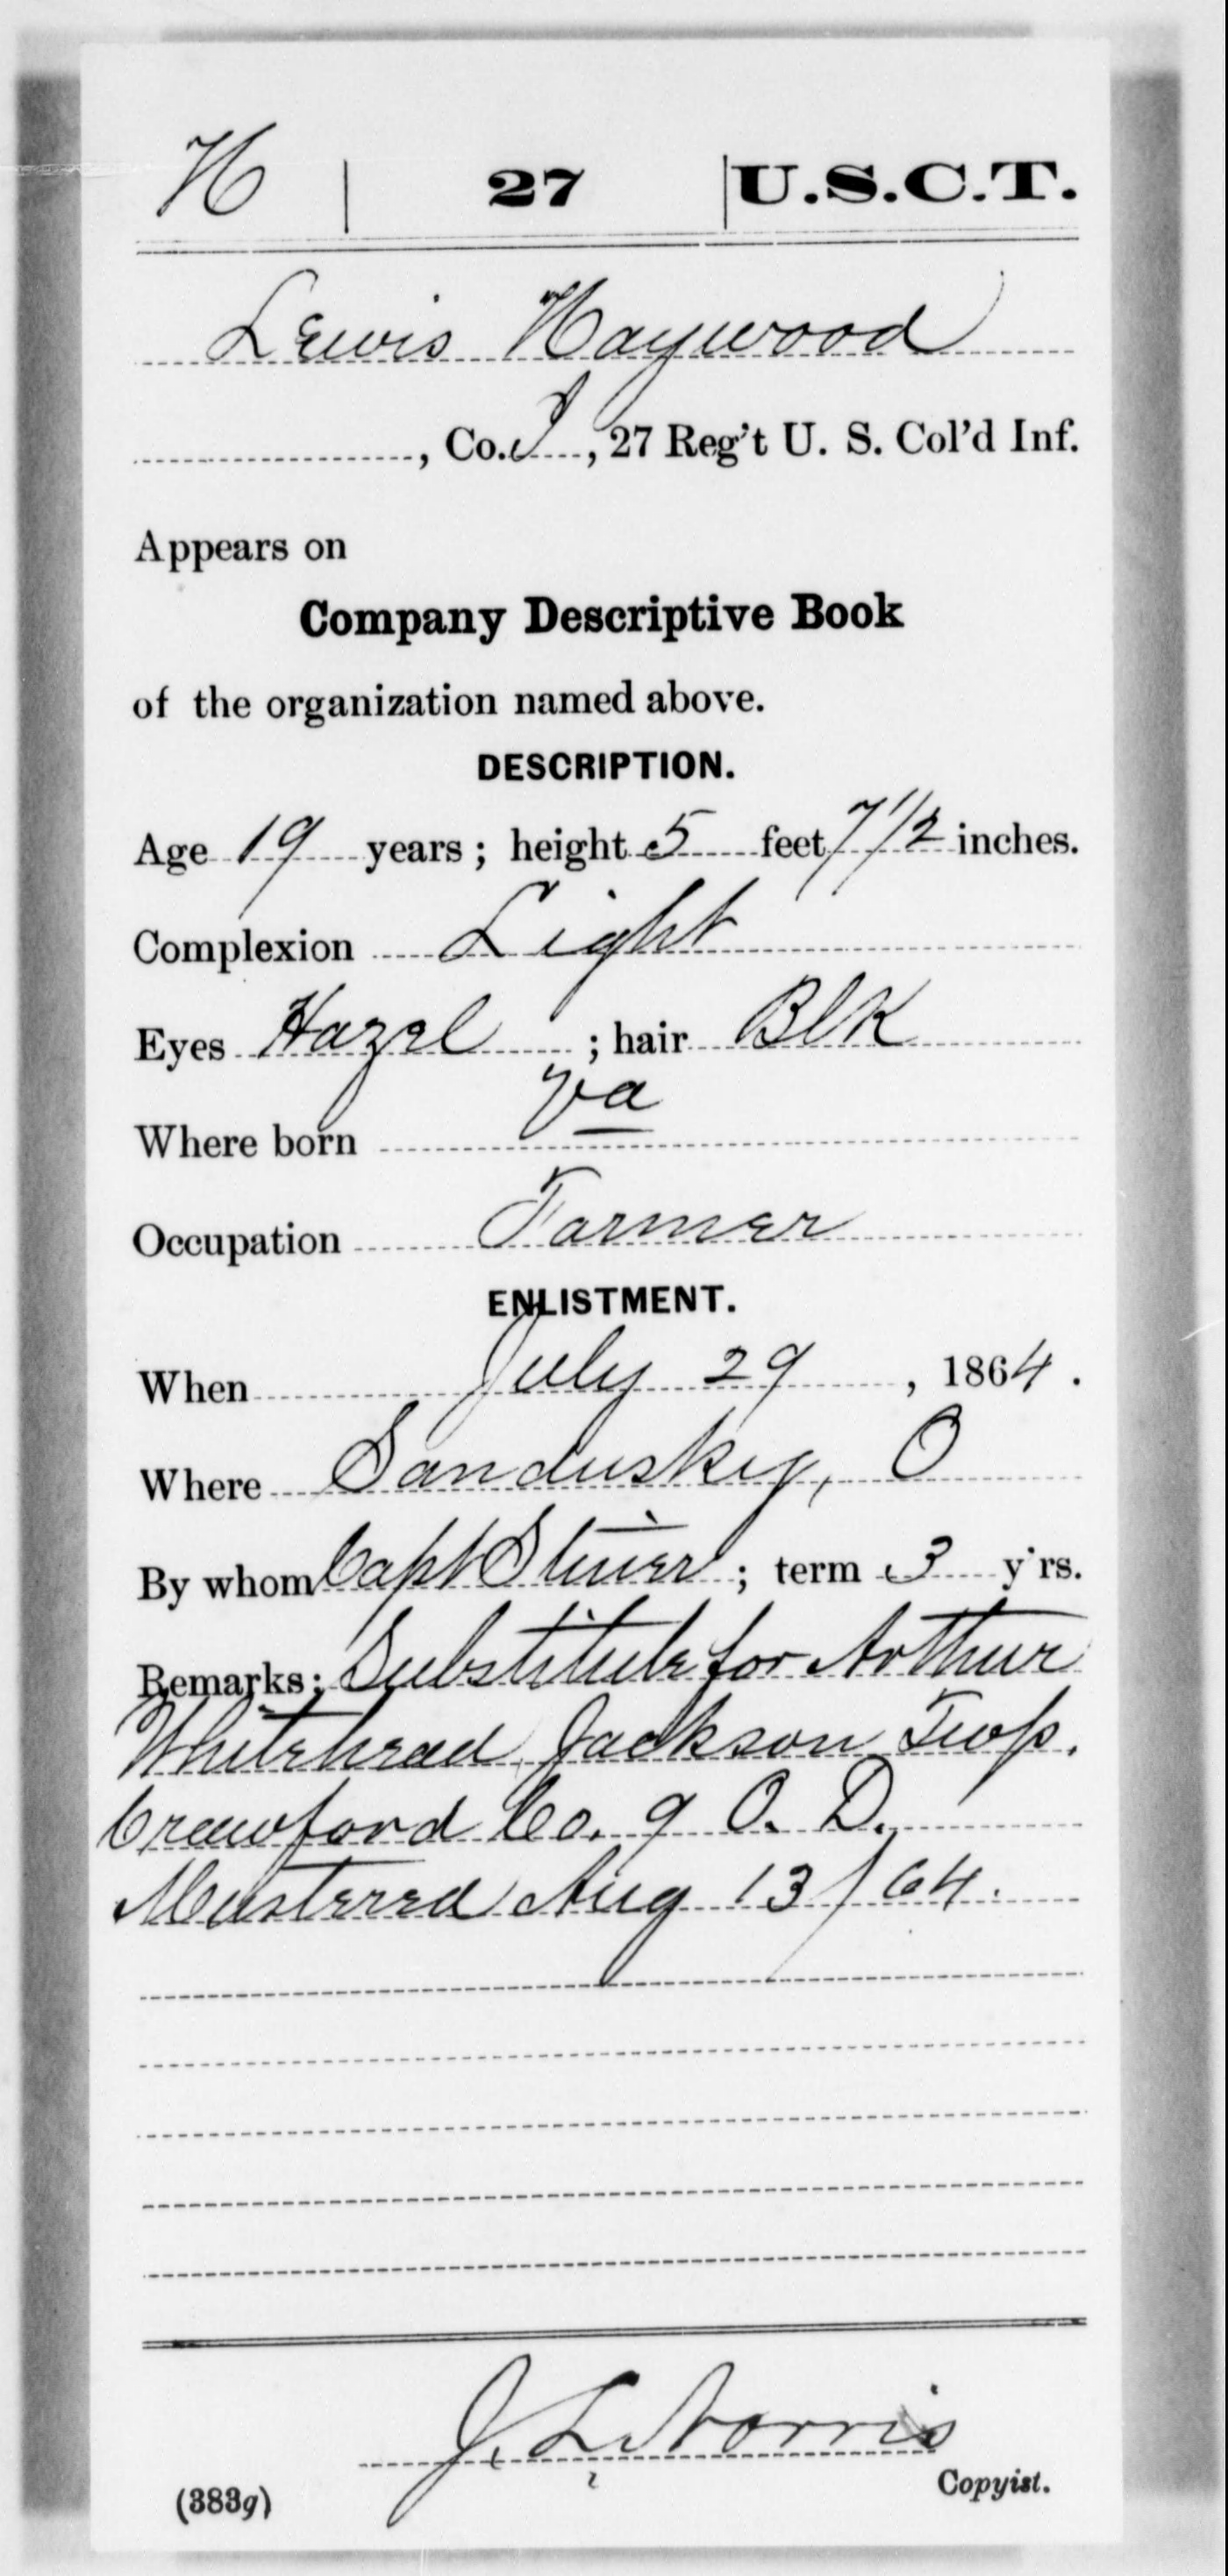 H | 27 | U.S.C.T.
Lewis Haywood
, Co. I, 27 Reg't U. S. Col'd Inf.
Appears on
Company Descriptive Book
of the organization named above.
DESCRIPTION.
Age 19 years; height 5 feet 7 1/2 inches.
Complexion Light
Eyes Hazel; hair Blk
Where born Va
Occupation Farmer
ENLISTMENT.
When July 29, 1864.
Where Sandusky, O
By whom Capt; term 3 y'rs.
Remarks: Substitute for Arthur
Whitehead Jackson Twp.
Crawford Co. 9 O. D.
Mustered Aug 13/64.
J. L. Norris
(383g) Copyist.